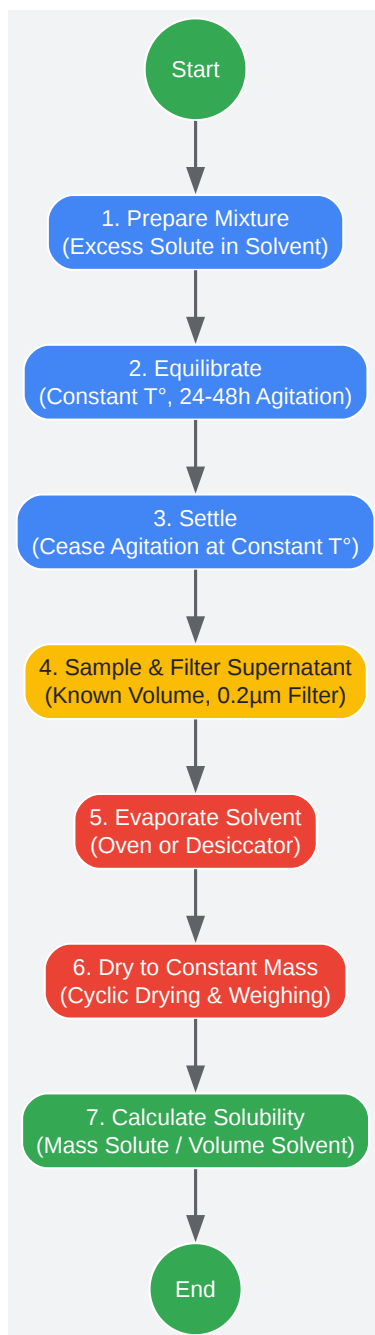 Start
1. Prepare Mixture
(Excess Solute in Solvent)
2. Equilibrate
(Constant T°, 24-48h Agitation)
3. Settle
(Cease Agitation at Constant T°)
4. Sample & Filter Supernatant
(Known Volume, 0.2µm Filter)
5. Evaporate Solvent
(Oven or Desiccator)
6. Dry to Constant Mass
(Cyclic Drying & Weighing)
7. Calculate Solubility
(Mass Solute / Volume Solvent)
End